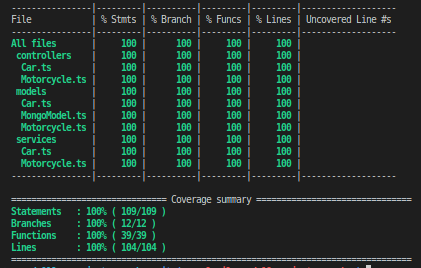 File | % Stmts | % Branch | % Funcs | % Lines | Uncovered Line #s
All files | 100 | 100 | 100 | 100 |
controllers | 100 | 100 | 100 | 100 |
Car.ts | 100 | 100 | 100 | 100 |
Motorcycle.ts | 100 | 100 | 100 | 100 |
models | 100 | 100 | 100 | 100 |
Car.ts | 100 | 100 | 100 | 100 |
MongoModel.ts | 100 | 100 | 100 | 100 |
Motorcycle.ts | 100 | 100 | 100 | 100 |
services | 100 | 100 | 100 | 100 |
Car.ts | 100 | 100 | 100 | 100 |
Motorcycle.ts | 100 | 100 | 100 | 100 |
=============================== Coverage summary ===============================
Statements : 100% ( 109/109 )
Branches : 100% ( 12/12 )
Functions : 100% ( 39/39 )
Lines : 100% ( 104/104 )
================================================================================